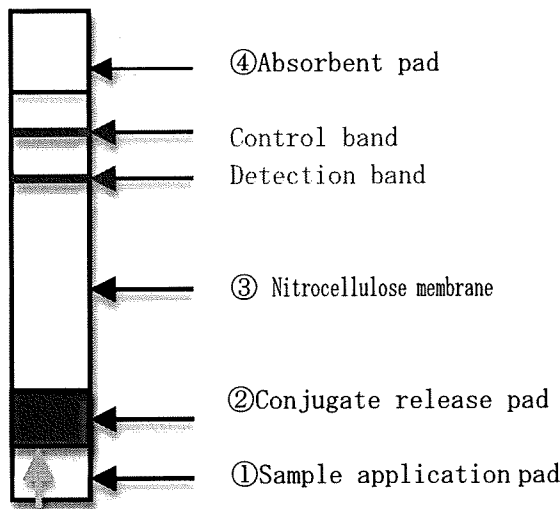 ④Absorbent pad
Control band
Detection band
③ Nitrocellulose membrane
②Conjugate release pad
①Sample application pad